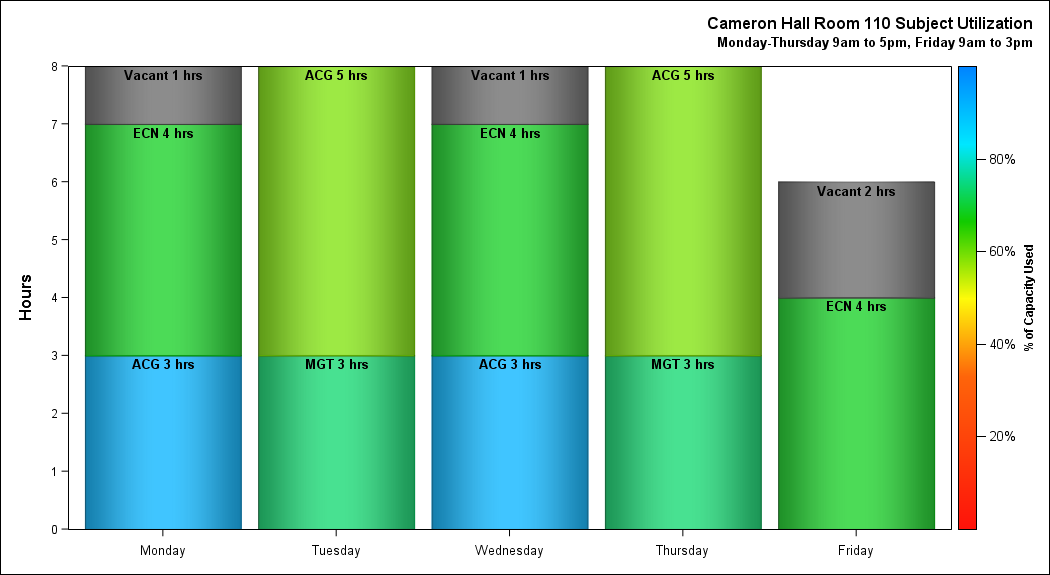 Cameron Hall Room 110 Subject Utilization
Monday-Thursday 9am to 5pm, Friday 9am to 3pm
Hours
8
7
6
5
4
3
2
1
0
Vacant 1 hrs
ECN 4 hrs
ACG 3 hrs
ACG 5 hrs
MGT 3 hrs
Vacant 1 hrs
ECN 4 hrs
ACG 3 hrs
ACG 5 hrs
MGT 3 hrs
Vacant 2 hrs
ECN 4 hrs
Monday
Tuesday
Wednesday
Thursday
Friday
80%
60%
40%
20%
% of Capacity Used